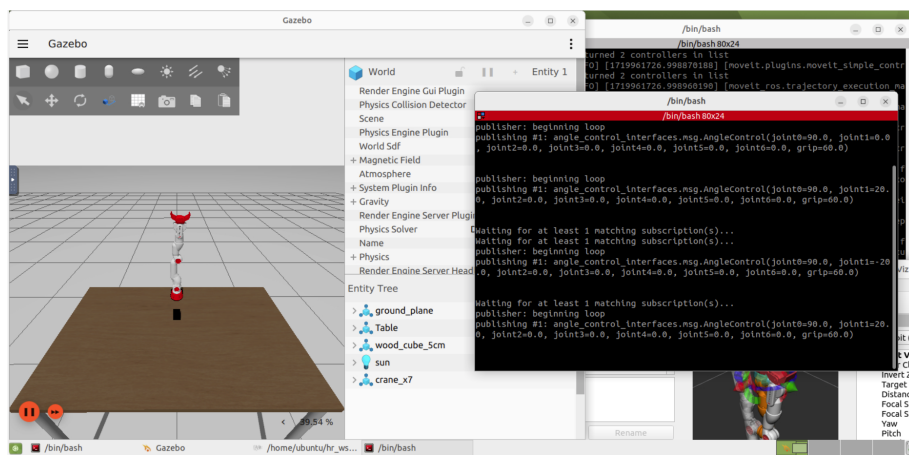 Gazebo
Gazebo
World
Entity 1
Render Engine Gui Plugin
Physics Collision Detector
Scene
Physics Engine Plugin
World Sdf
+ Magnetic Field
Atmosphere
+ System Plugin Info
+ Gravity
Render Engine Server Plugi
Physics Solver
Name
+ Physics
Render Engine Server Head
Entity Tree
> ground_plane
> Table
> wood_cube_5cm
> sun
> crane_x7
< 39.54 %
/bin/bash
/bin/bash 80x24
turned 2 controllers in list
FO] [1719961726.998870188] [moveit.plugins.moveit_simple_contr
turned 2 controllers in list
FO] [1719961726.998960190] [moveit_ros.trajectory_execution_ma
/bin/bash
/bin/bash 80x24
publisher: beginning loop
publishing #1: angle_control_interfaces.msg.AngleControl(joint0=90.0, joint1=0.0
, joint2=0.0, joint3=0.0, joint4=0.0, joint5=0.0, joint6=0.0, grip=60.0)
publisher: beginning loop
publishing #1: angle_control_interfaces.msg.AngleControl(joint0=90.0, joint1=20.
0, joint2=0.0, joint3=0.0, joint4=0.0, joint5=0.0, joint6=0.0, grip=60.0)
Waiting for at least 1 matching subscription(s)...
Waiting for at least 1 matching subscription(s)...
publisher: beginning loop
publishing #1: angle_control_interfaces.msg.AngleControl(joint0=90.0, joint1=-20
.0, joint2=0.0, joint3=0.0, joint4=0.0, joint5=0.0, joint6=0.0, grip=60.0)
Waiting for at least 1 matching subscription(s)...
publisher: beginning loop
publishing #1: angle_control_interfaces.msg.AngleControl(joint0=90.0, joint1=20.
0, joint2=0.0, joint3=0.0, joint4=0.0, joint5=0.0, joint6=0.0, grip=60.0)
Invert Z
Target
Distanc
Focal S
Focal S
Yaw
Pitch
Rename
/bin/bash
Gazebo
/home/ubuntu/hr_ws...
/bin/bash